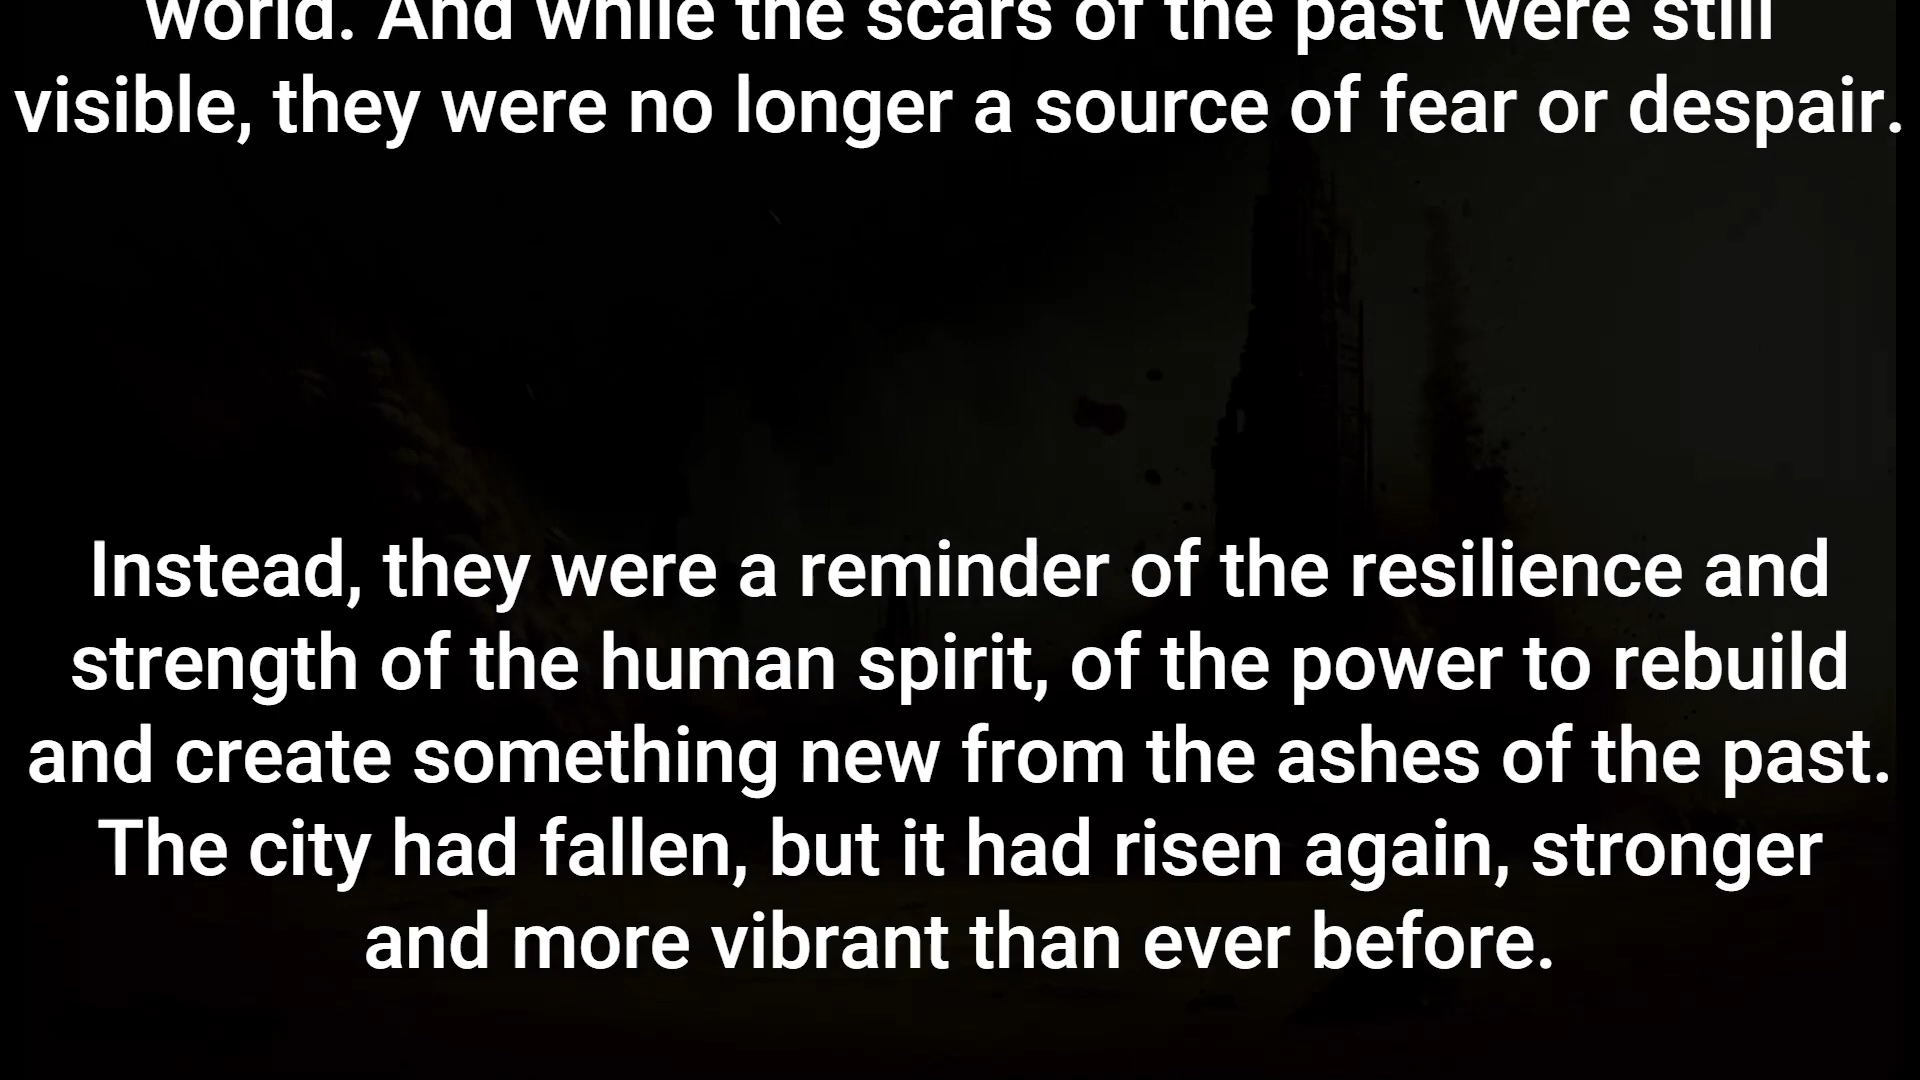 world. And while the scars of the past were still
visible, they were no longer a source of fear or despair.
Instead, they were a reminder of the resilience and
strength of the human spirit, of the power to rebuild
and create something new from the ashes of the past.
The city had fallen, but it had risen again, stronger
and more vibrant than ever before.